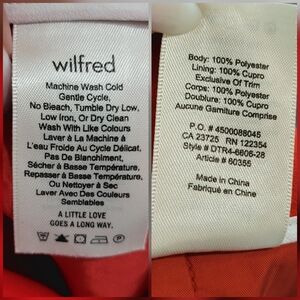 wilfred
Machine Wash Cold
Gentle Cycle,
No Bleach, Tumble Dry Low,
Low Iron, Or Dry Clean
Wash With Like Colours
Laver À La Machine À
L'eau Froide Au Cycle Délicat.
Pas De Blanchiment,
Sécher À Basse Température,
Repasser À Basse Température,
Ou Nettoyer À Sec
Laver Avec Des Couleurs
Semblables
A LITTLE LOVE
GOES A LONG WAY.
Body: 100% Polyester
Lining: 100% Cupro
Exclusive Of Trim
Corps: 100% Polyester
Doublure: 100% Cupro
Aucune Garniture Comprise
P.O. # 4500088045
CA 23725 RN 122354
Style # DTR4-6606-28
Article # 60355
Made in China
Fabriqué en China